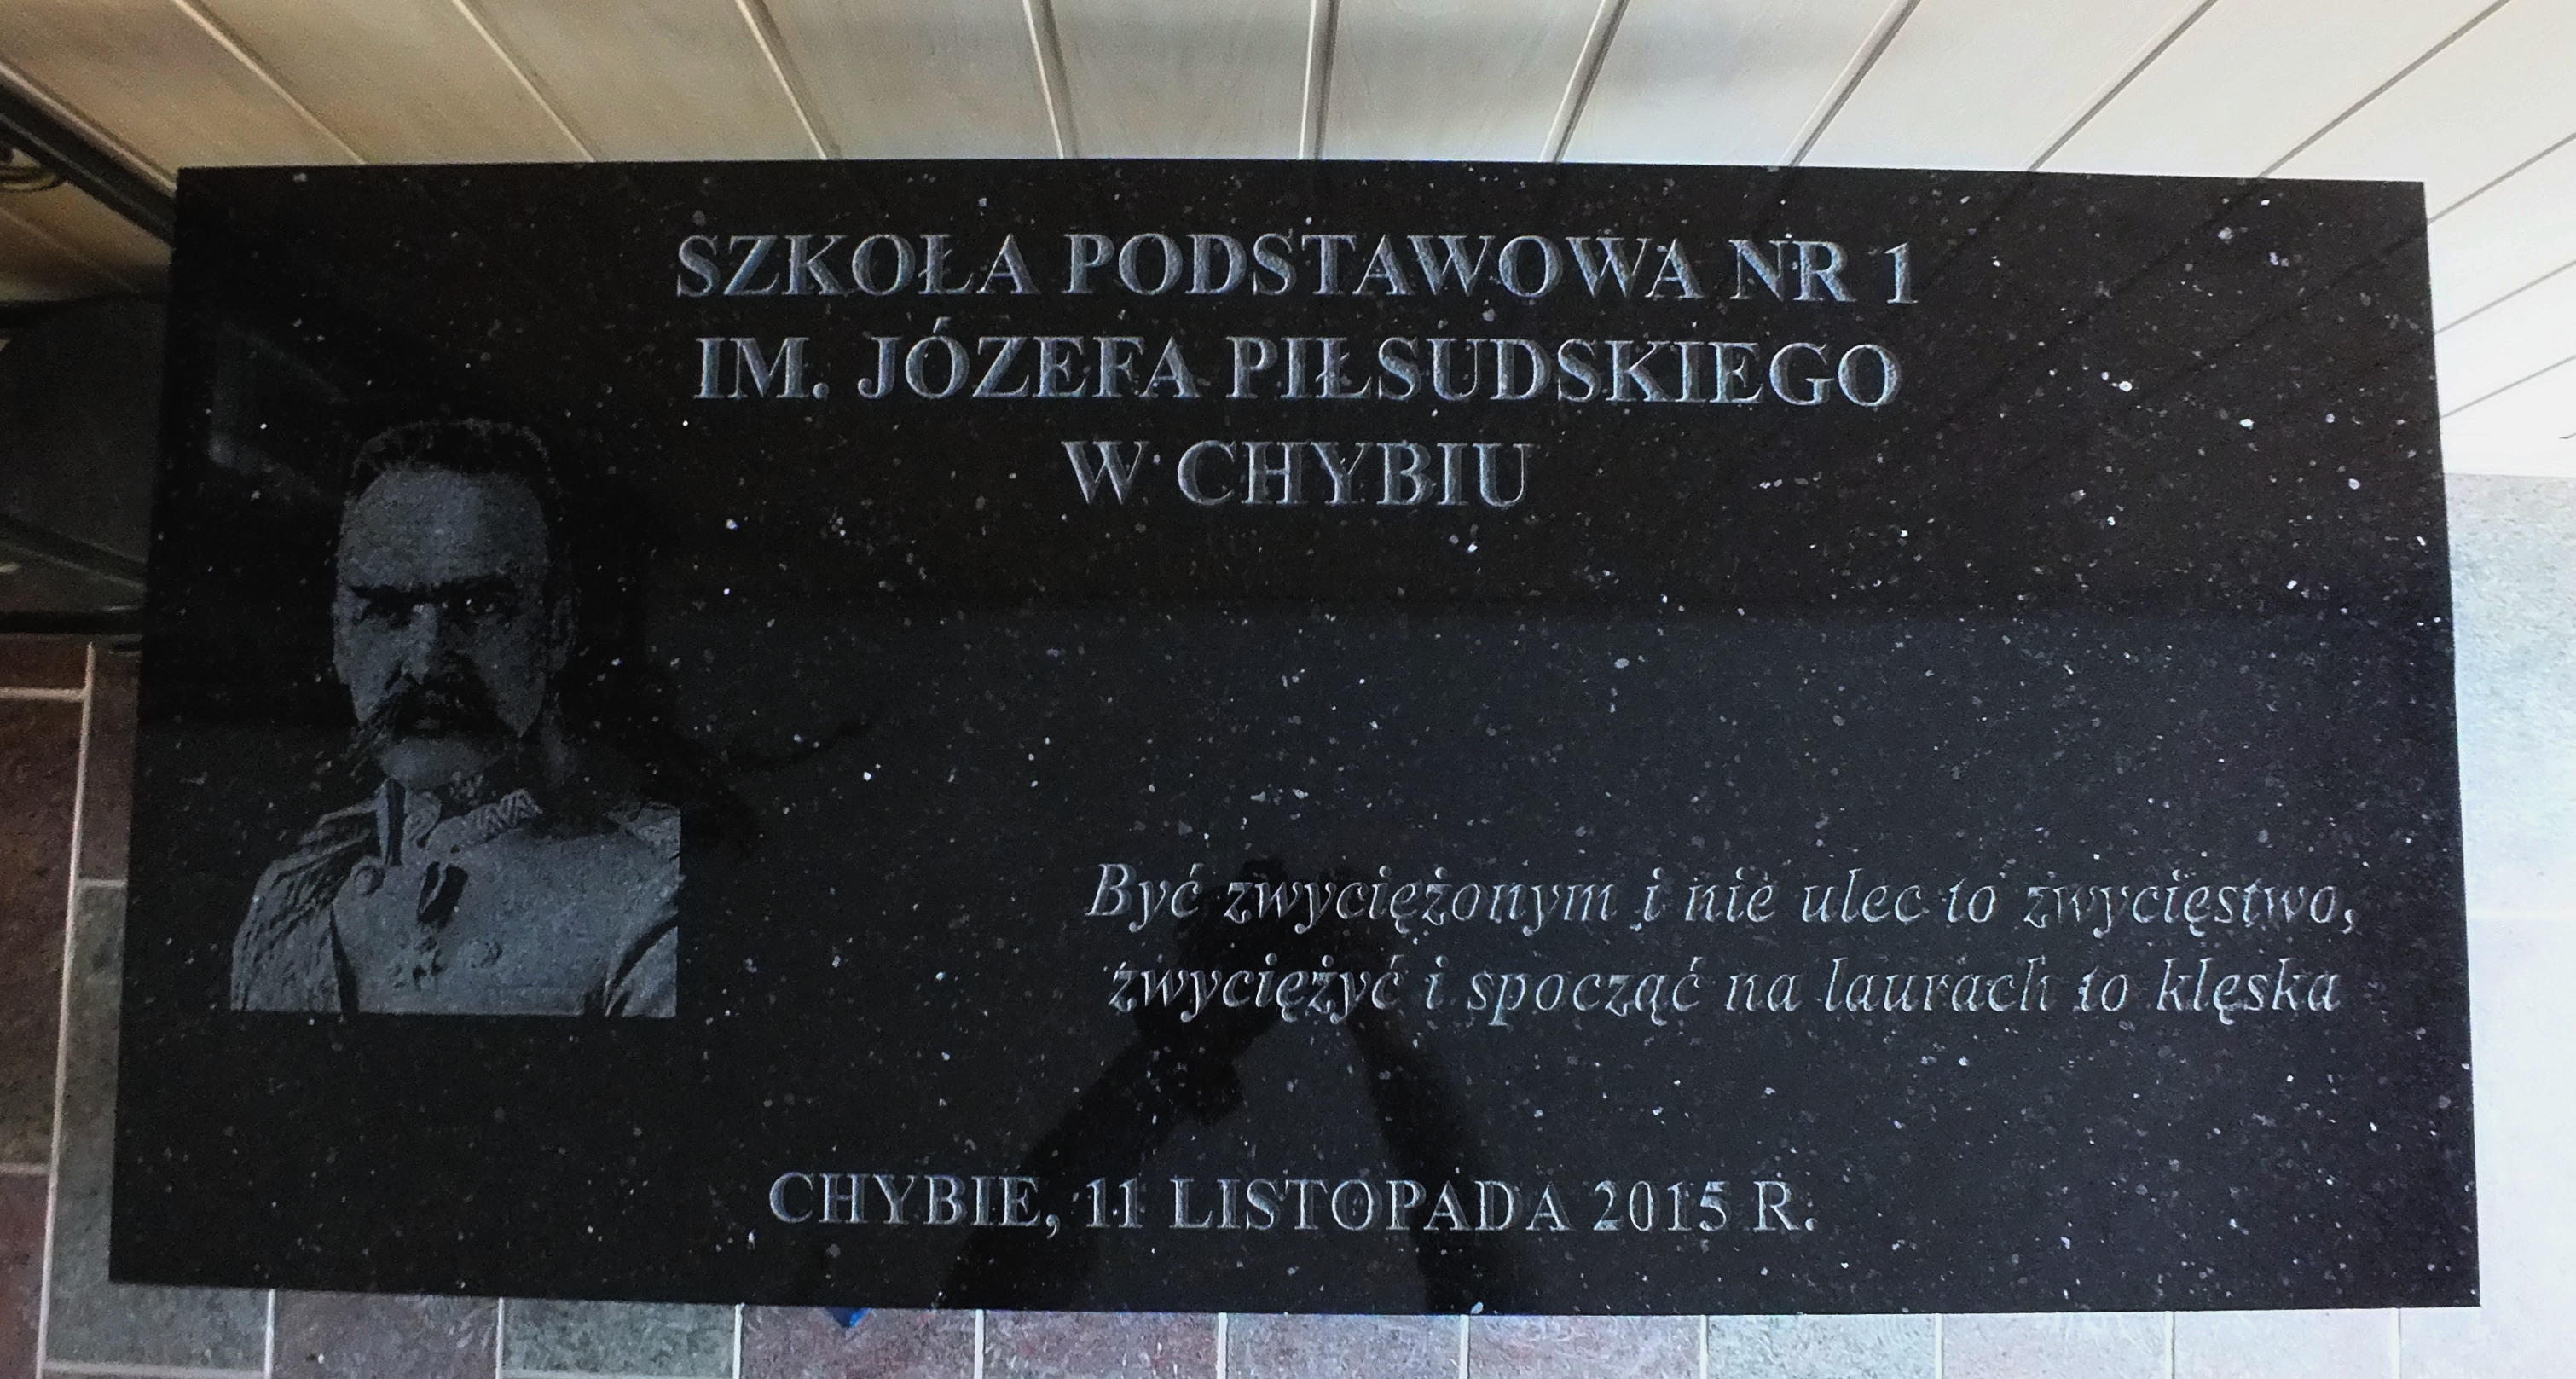 SZKOŁA PODSTAWOWA NR 1
IM. JÓZEFA PIŁSUDSKIEGO
W CHYBIU
Być zwyciężonym i nie ulec to zwycięstwo,
zwyciężyć i spocząć na laurach to klęska
CHYBIE, 11 LISTOPADA 2015 R.